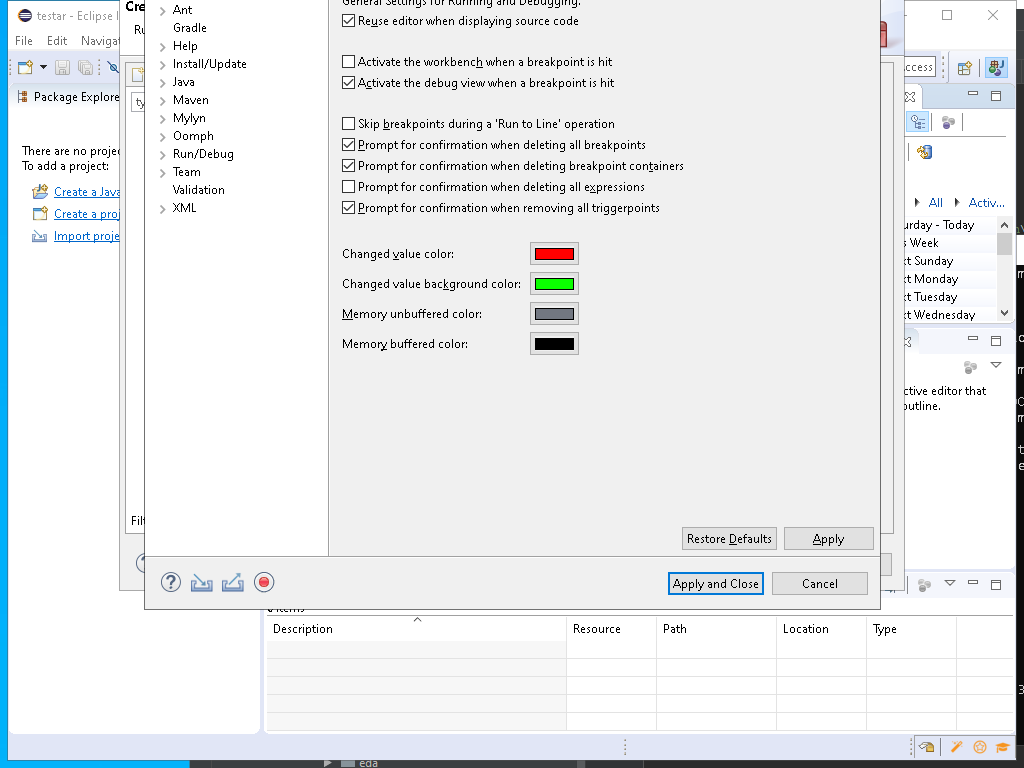 testar - Eclipse I
Cre
File Edit Navigat
Ru
ccess
Package Explore
ty
There are no projec
To add a project:
Create a Java
Create a proj
Import proje
Ant
Gradle
Help
Install/Update
Java
Maven
Mylyn
Oomph
Run/Debug
Team
Validation
XML
General Settings for Running and Debugging.
Reuse editor when displaying source code
Activate the workbench when a breakpoint is hit
Activate the debug view when a breakpoint is hit
Skip breakpoints during a 'Run to Line' operation
Prompt for confirmation when deleting all breakpoints
Prompt for confirmation when deleting breakpoint containers
Prompt for confirmation when deleting all expressions
Prompt for confirmation when removing all triggerpoints
Changed value color:
Changed value background color:
Memory unbuffered color:
Memory buffered color:
Restore Defaults Apply
Apply and Close Cancel
All Activ...
urday - Today
s Week
xt Sunday
xt Monday
xt Tuesday
xt Wednesday
ctive editor that
outline.
Filt
0 items
Description Resource Path Location Type
eda